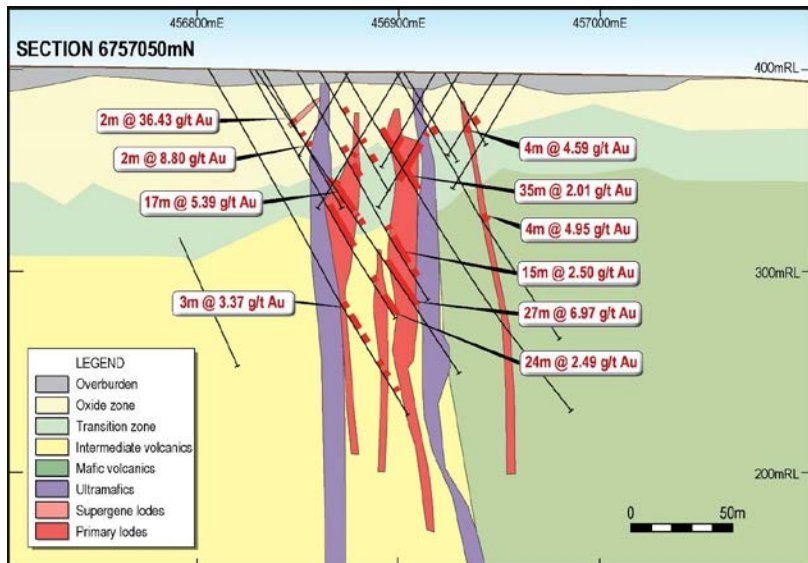 456800mE 456900mE 457000mE
SECTION 6757050mN
400mRL
2m @ 36.43 g/t Au
4m @ 4.59 g/t Au
2m @ 8.80 g/t Au
35m @ 2.01 g/t Au
17m @ 5.39 g/t Au
4m @ 4.95 g/t Au
15m @ 2.50 g/t Au
300mRL
3m @ 3.37 g/t Au
27m @ 6.97 g/t Au
24m @ 2.49 g/t Au
LEGEND
Overburden
Oxide zone
Transition zone
Intermediate volcanics
Mafic volcanics
Ultramafics
Supergene lodes
Primary lodes
200mRL
0 50m